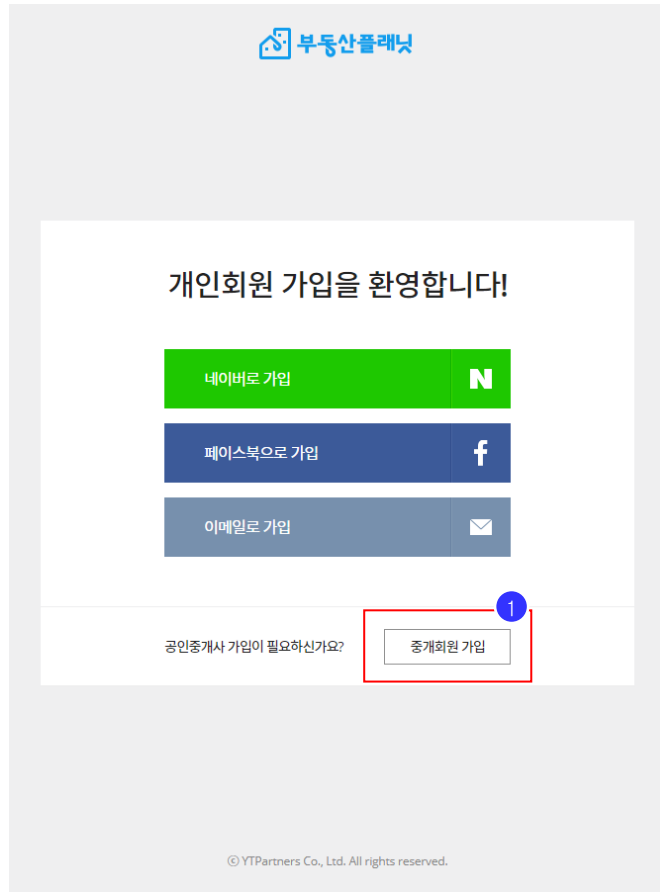 부동산플래닛
개인회원 가입을 환영합니다!
네이버로 가입 N
페이스북으로 가입 f
이메일로 가입
1
공인중개사 가입이 필요하신가요? 중개회원 가입
ⓒ YTPartners Co., Ltd. All rights reserved.